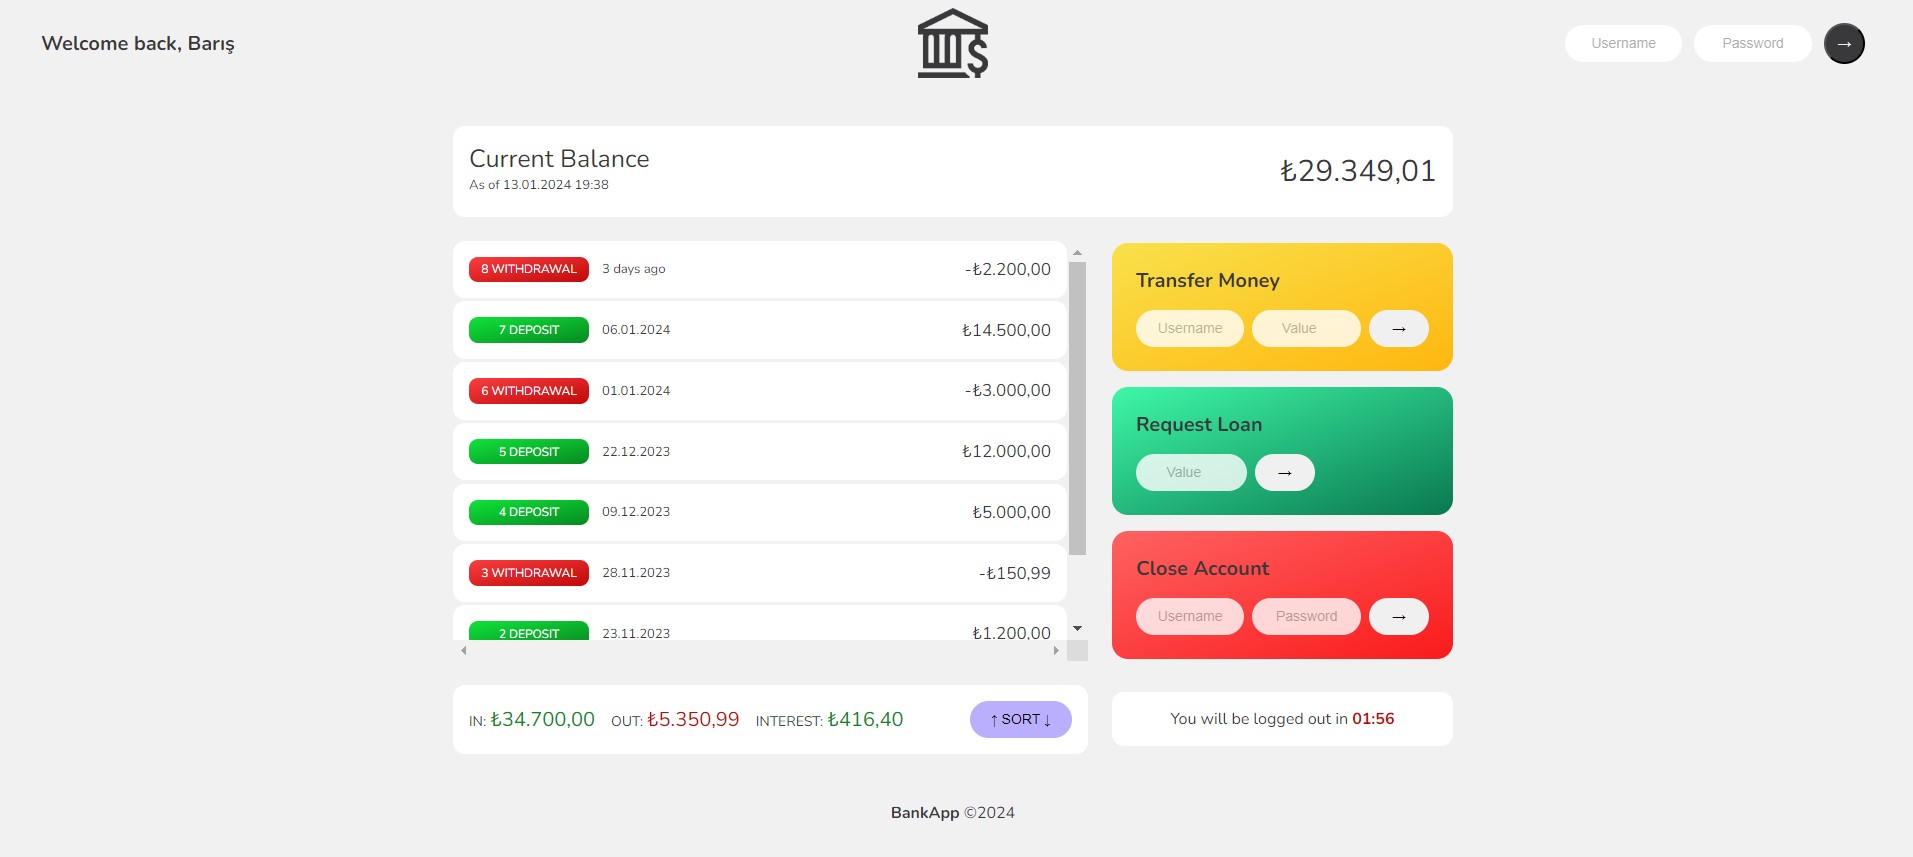 Welcome back, Barış
Username
Password
→
Current Balance
As of 13.01.2024 19:38
₺29.349,01
8 WITHDRAWAL 3 days ago -₺2.200,00
7 DEPOSIT 06.01.2024 ₺14.500,00
6 WITHDRAWAL 01.01.2024 -₺3.000,00
5 DEPOSIT 22.12.2023 ₺12.000,00
4 DEPOSIT 09.12.2023 ₺5.000,00
3 WITHDRAWAL 28.11.2023 -₺150,99
2 DEPOSIT 23.11.2023 ₺1.200,00
Transfer Money
Username Value →
Request Loan
Value →
Close Account
Username Password →
IN: ₺34.700,00 OUT: ₺5.350,99 INTEREST: ₺416,40 ↑ SORT ↓
You will be logged out in 01:56
BankApp ©2024